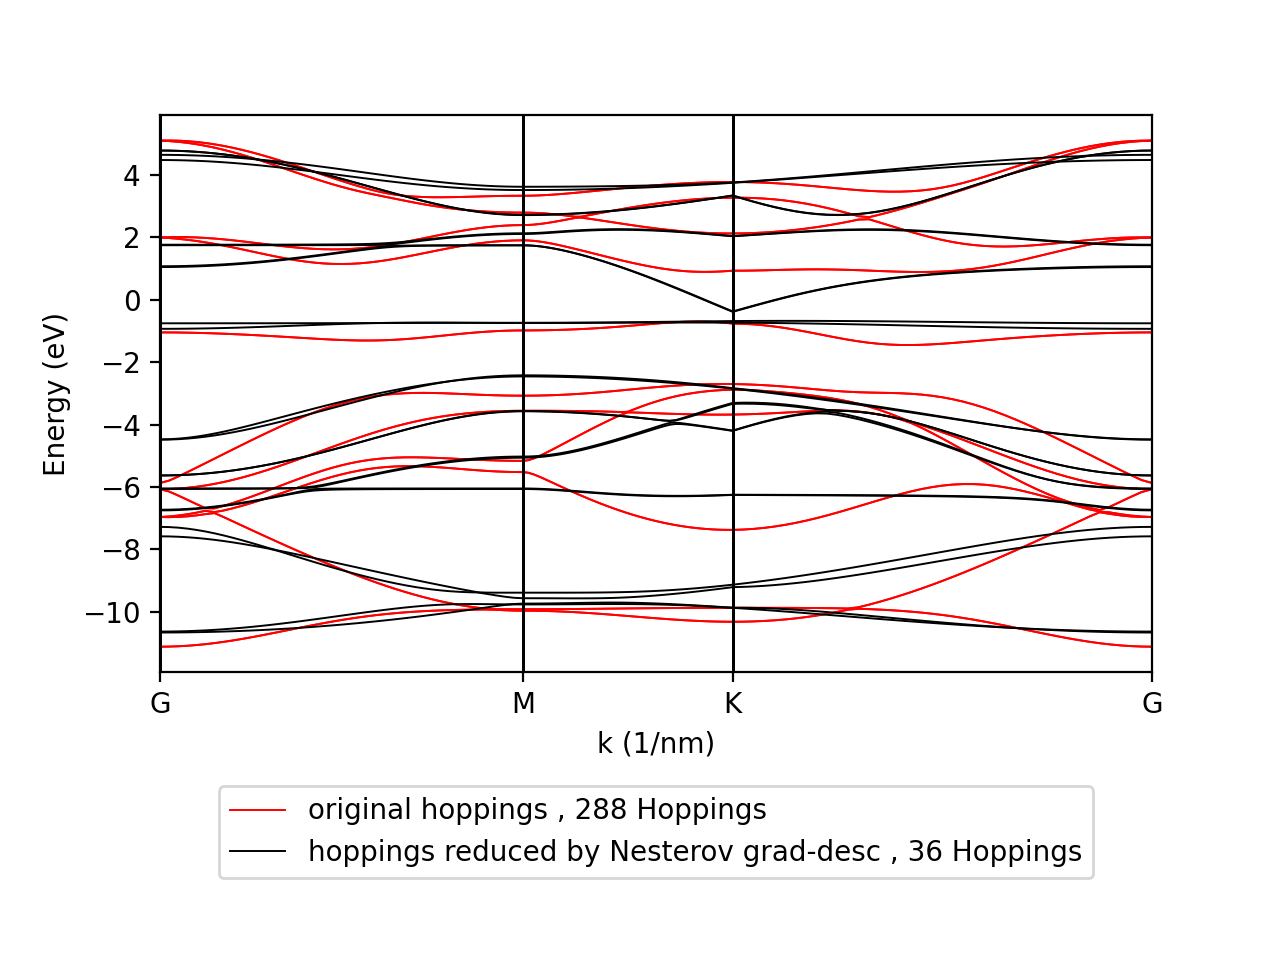 Energy (eV)
4
2
0
−2
−4
−6
−8
−10
G M K G
k (1/nm)
original hoppings , 288 Hoppings
hoppings reduced by Nesterov grad-desc , 36 Hoppings